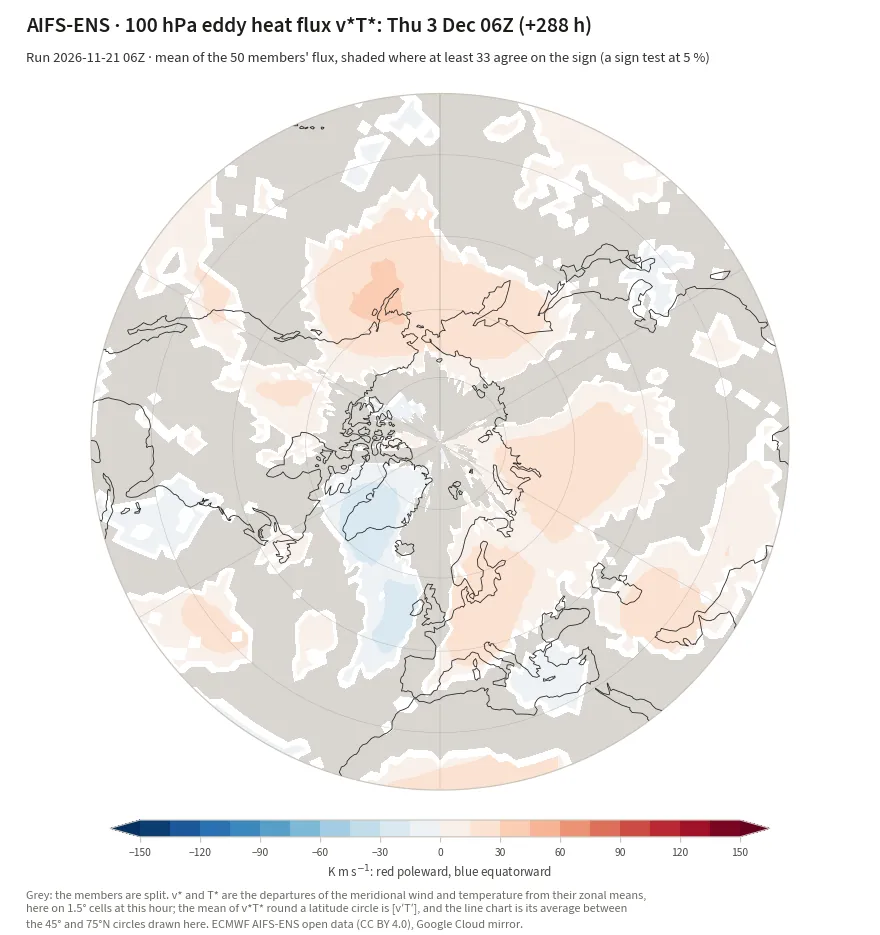 AIFS-ENS · 100 hPa eddy heat flux v*T*: Thu 3 Dec 06Z (+288 h)
Run 2026-11-21 06Z · mean of the 50 members' flux, shaded where at least 33 agree on the sign (a sign test at 5 %)
−150 −120 −90 −60 −30 0 30 60 90 120 150
K m s⁻¹: red poleward, blue equatorward
Grey: the members are split. v* and T* are the departures of the meridional wind and temperature from their zonal means,
here on 1.5° cells at this hour; the mean of v*T* round a latitude circle is [v'T'], and the line chart is its average between
the 45° and 75°N circles drawn here. ECMWF AIFS-ENS open data (CC BY 4.0), Google Cloud mirror.